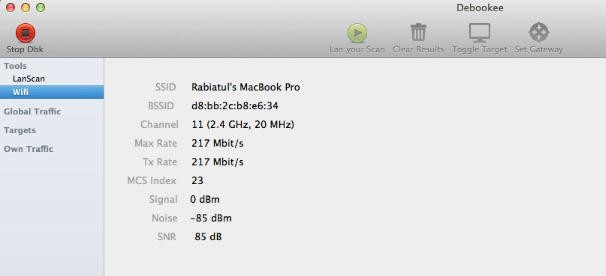 Debookee
Stop Dbk
Lan your Scan Clear Results Toggle Target Set Gateway
Tools
LanScan
Wifi
Global Traffic
Targets
Own Traffic
SSID Rabiatul's MacBook Pro
BSSID d8:bb:2c:b8:e6:34
Channel 11 (2.4 GHz, 20 MHz)
Max Rate 217 Mbit/s
Tx Rate 217 Mbit/s
MCS Index 23
Signal 0 dBm
Noise -85 dBm
SNR 85 dB